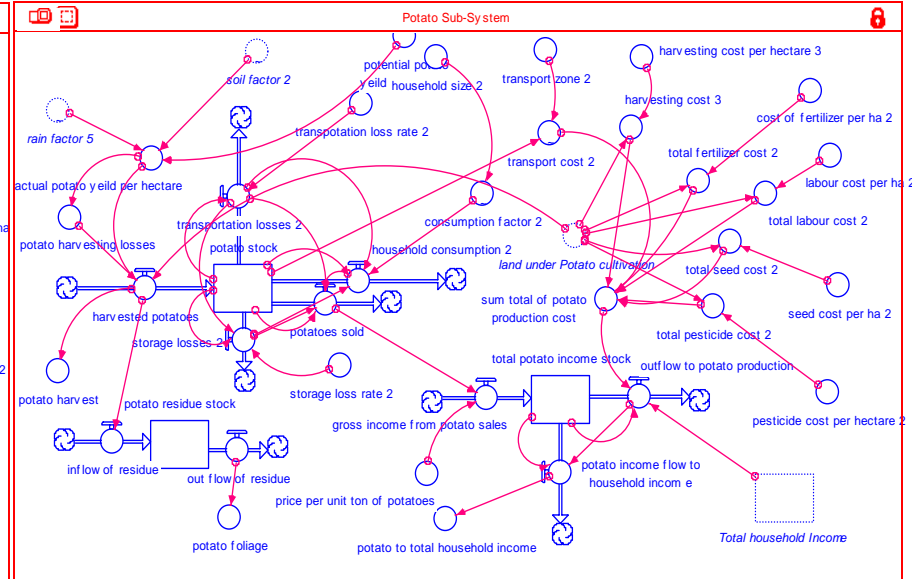 Potato Sub-System
potential potato
yeild
household size 2
transport zone 2
harvesting cost per hectare 3
soil factor 2
rain factor 5
transpotation loss rate 2
harvesting cost 3
cost of fertilizer per ha 2
transport cost 2
total fertilizer cost 2
actual potato yeild per hectare
labour cost per ha 2
potato harvesting losses
transportation losses 2
consumption factor 2
total labour cost 2
potato stock
household consumption 2
land under Potato cultivation
total seed cost 2
harvested potatoes
sum total of potato
production cost
seed cost per ha 2
storage losses 2
potatoes sold
total pesticide cost 2
total potato income stock
outflow to potato production
potato harvest
storage loss rate 2
potato residue stock
gross income from potato sales
pesticide cost per hectare 2
inflow of residue
out flow of residue
potato income flow to
household income
price per unit ton of potatoes
potato foliage
potato to total household income
Total household Income